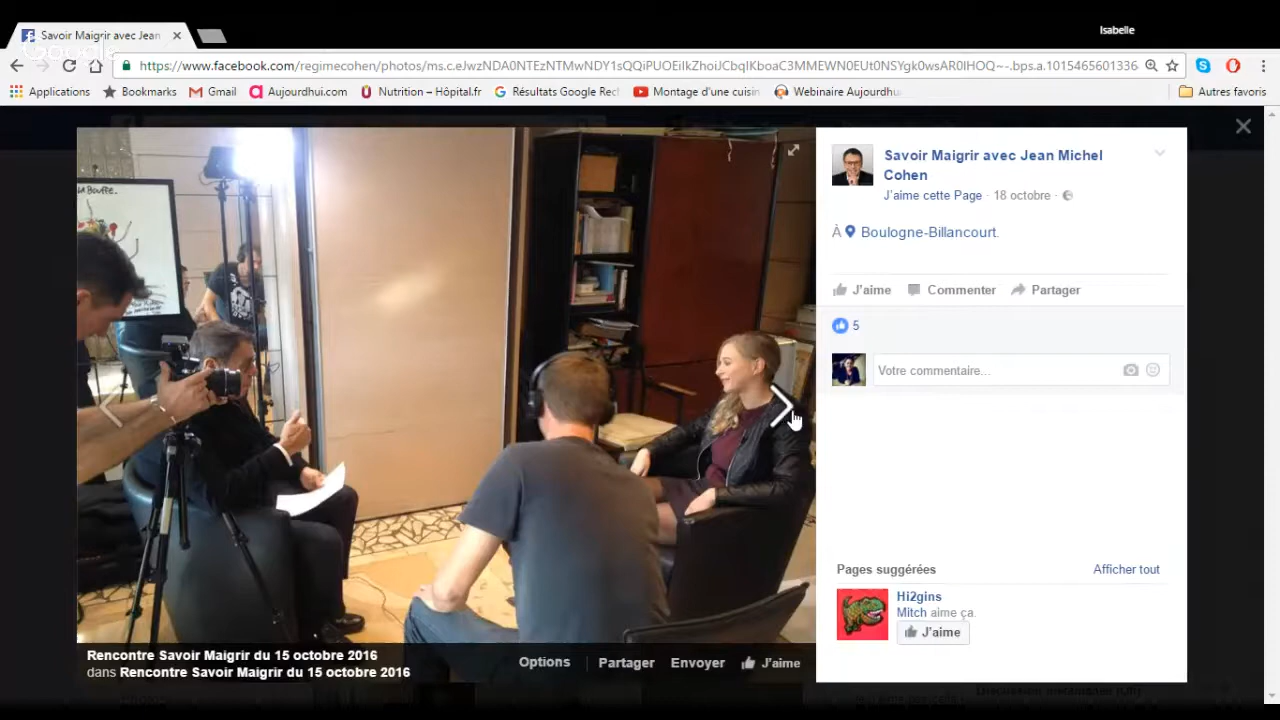 Isabelle
Savoir Maigrir avec Jean
Google
https://www.facebook.com/regimecohen/photos/ms.c.eJwzNDA0NTEzNTMwNDY1sQQiPUOEilkZhoiJCbqlKboaC3MMEWN0EUt0NSYgk0wsAR0IHOQ~-.bps.a.1015465601336
Applications
Bookmarks
Gmail
Aujourdhui.com
Nutrition – Hôpital.fr
Résultats Google Rec
Montage d'une cuisin
Webinaire Aujourdhu
Autres favoris
Savoir Maigrir avec Jean Michel
Cohen
J'aime cette Page · 18 octobre ·
À Boulogne-Billancourt.
J'aime Commenter Partager
5
Votre commentaire...
Pages suggérées Afficher tout
Hi2gins
Mitch aime ça.
J'aime
Rencontre Savoir Maigrir du 15 octobre 2016
dans Rencontre Savoir Maigrir du 15 octobre 2016
Options Partager Envoyer J'aime